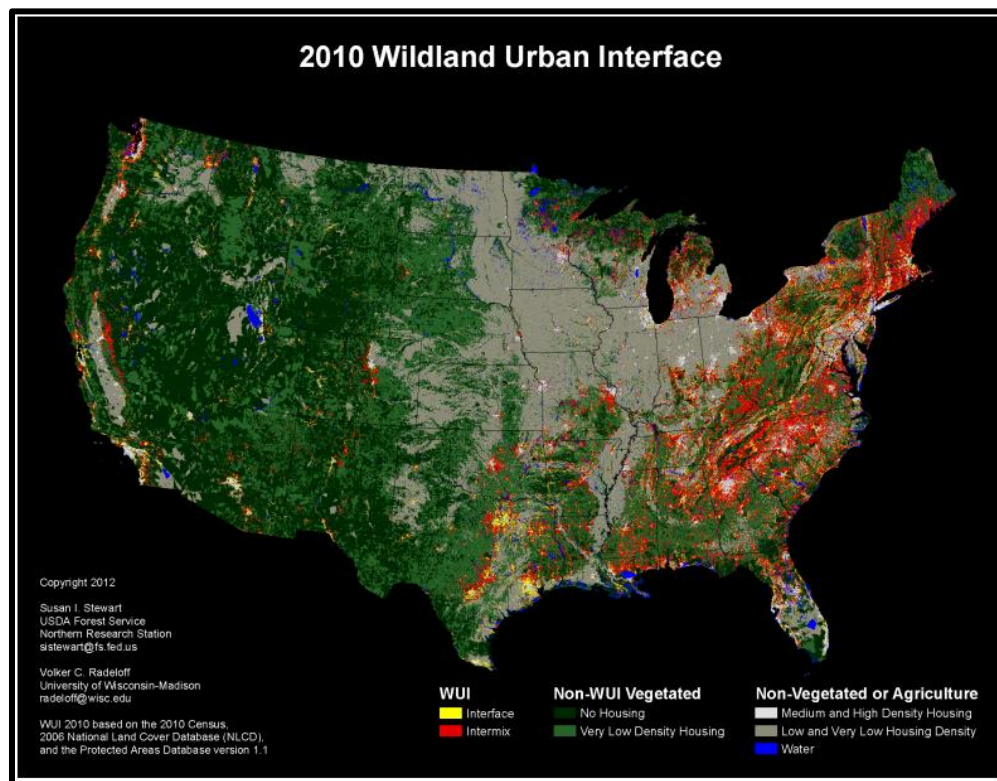 2010 Wildland Urban Interface
Copyright 2012
Susan I. Stewart
USDA Forest Service
Northern Research Station
sistewart@fs.fed.us
Volker C. Radeloff
University of Wisconsin-Madison
radeloff@wisc.edu
WUI 2010 based on the 2010 Census,
2006 National Land Cover Database (NLCD),
and the Protected Areas Database version 1.1
WUI
Interface
Intermix
Non-WUI Vegetated
No Housing
Very Low Density Housing
Non-Vegetated or Agriculture
Medium and High Density Housing
Low and Very Low Housing Density
Water